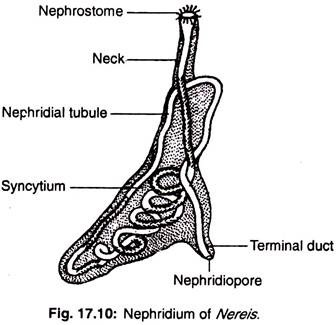 Nephrostome
Neck
Nephridial tubule
Syncytium
Terminal duct
Nephridiopore
Fig. 17.10: Nephridium of Nereis.